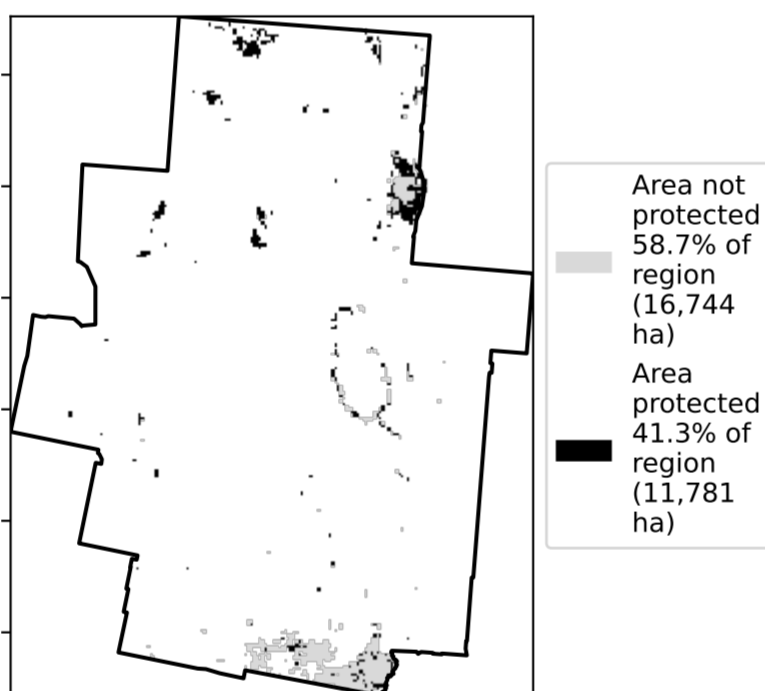 Area not
protected
58.7% of
region
(16,744
ha)
Area
protected
41.3% of
region
(11,781
ha)